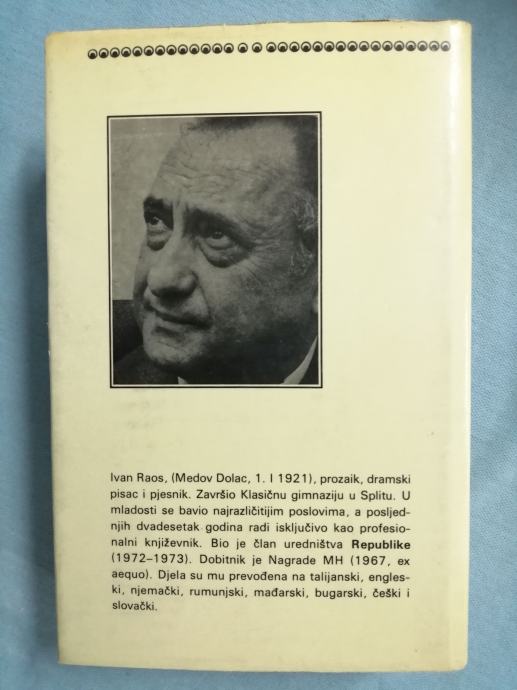 Ivan Raos, (Medov Dolac, 1. I 1921), prozaik, dramski
pisac i pjesnik. Završio Klasičnu gimnaziju u Splitu. U
mladosti se bavio najrazličitijim poslovima, a posljed-
njih dvadesetak godina radi isključivo kao profesio-
nalni književnik. Bio je član uredništva Republike
(1972–1973). Dobitnik je Nagrade MH (1967, ex
aequo). Djela su mu prevođena na talijanski, engles-
ki, njemački, rumunjski, mađarski, bugarski, češki i
slovački.